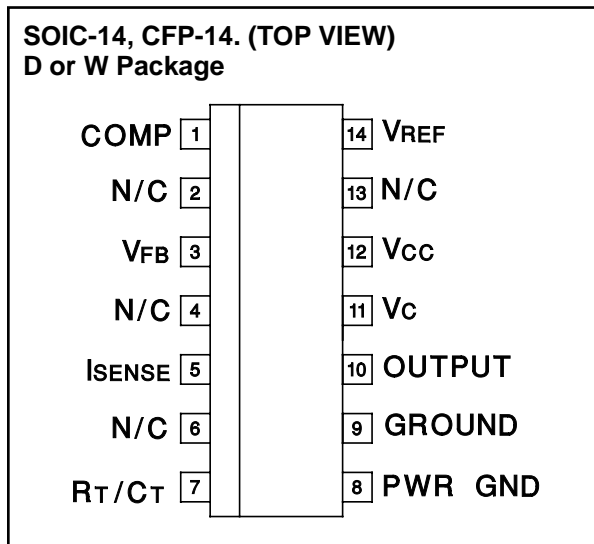 SOIC-14, CFP-14. (TOP VIEW)
D or W Package
COMP 1 14 VREF
N/C 2 13 N/C
VFB 3 12 VCC
N/C 4 11 VC
ISENSE 5 10 OUTPUT
N/C 6 9 GROUND
RT/CT 7 8 PWR GND